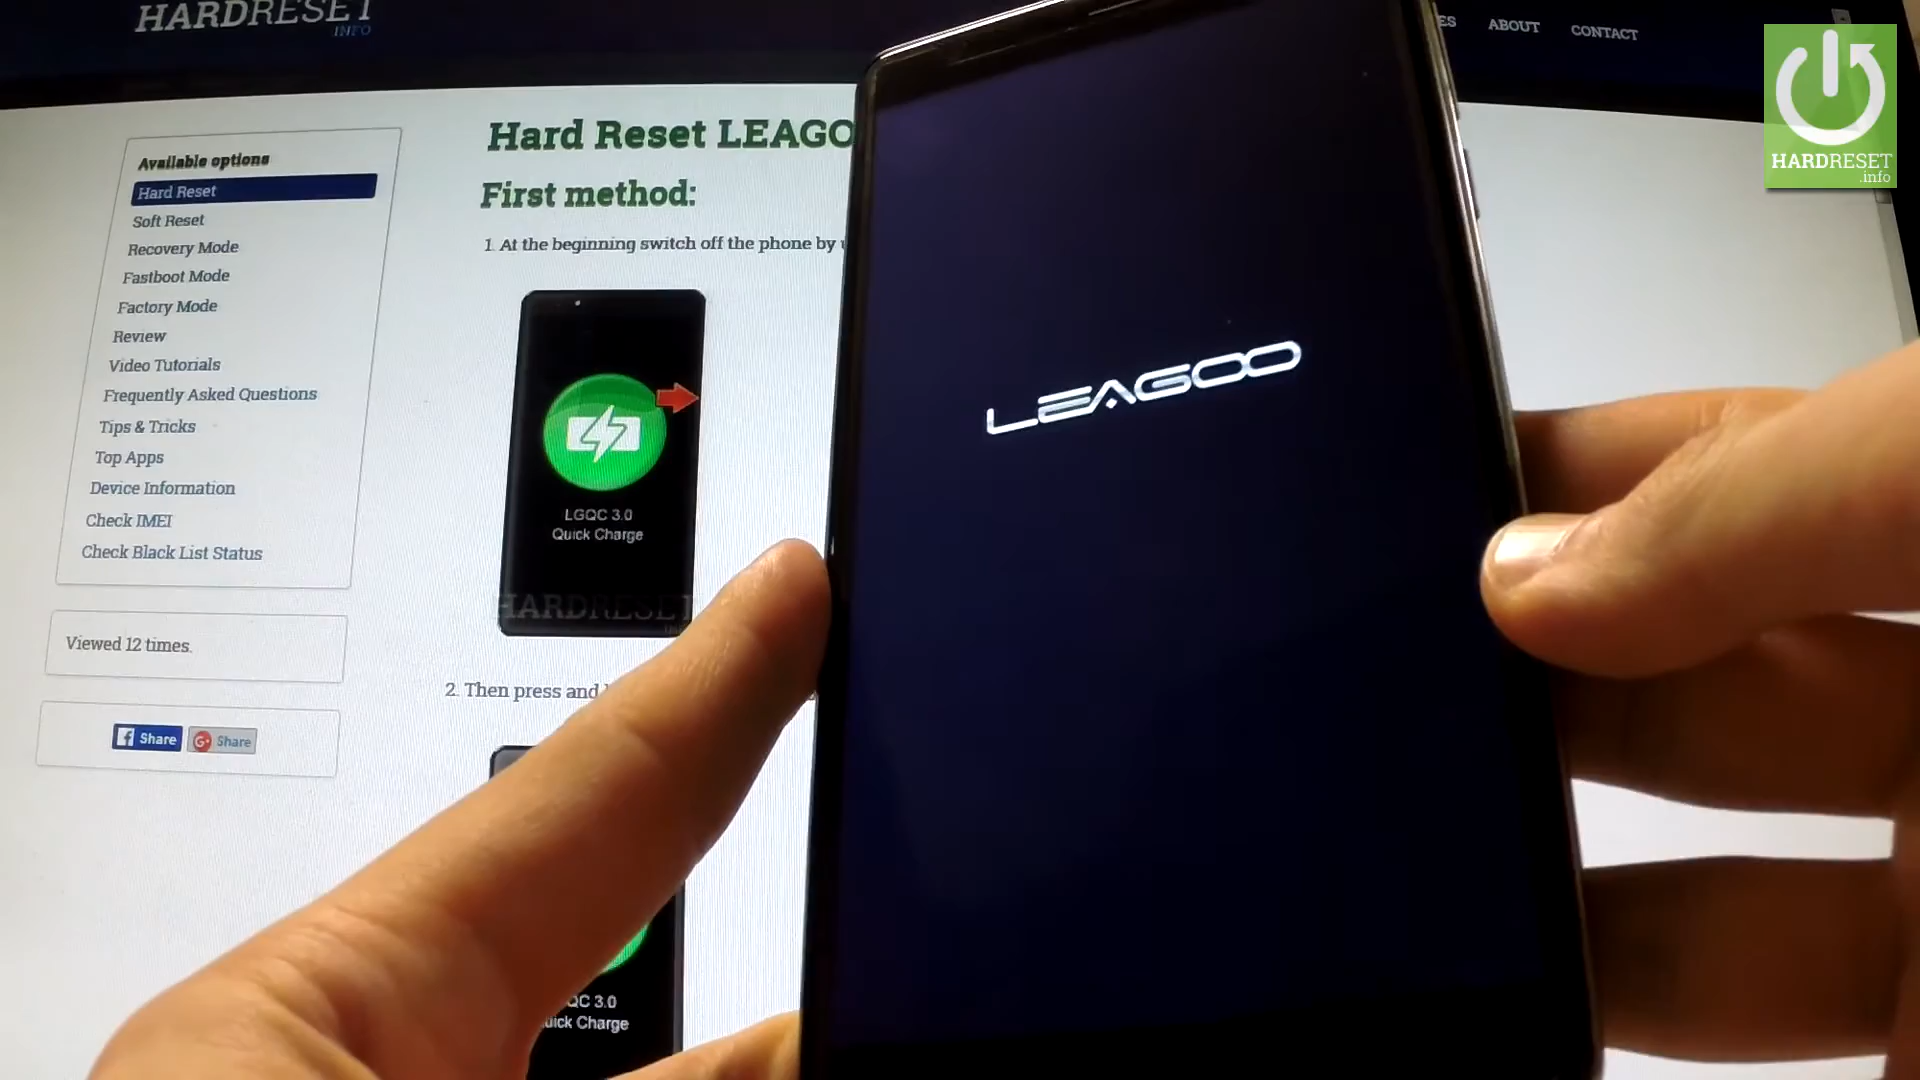 HARDRESET
INFO
ABOUT
CONTACT
HARDRESET
.info
Available options
Hard Reset
Soft Reset
Recovery Mode
Fastboot Mode
Factory Mode
Review
Video Tutorials
Frequently Asked Questions
Tips & Tricks
Top Apps
Device Information
Check IMEI
Check Black List Status
Viewed 12 times.
Share
Share
Hard Reset LEAGO
First method:
1. At the beginning switch off the phone by
LGQC 3.0
Quick Charge
HARDRESET
2. Then press and
QC 3.0
uick Charge
LEAGOO